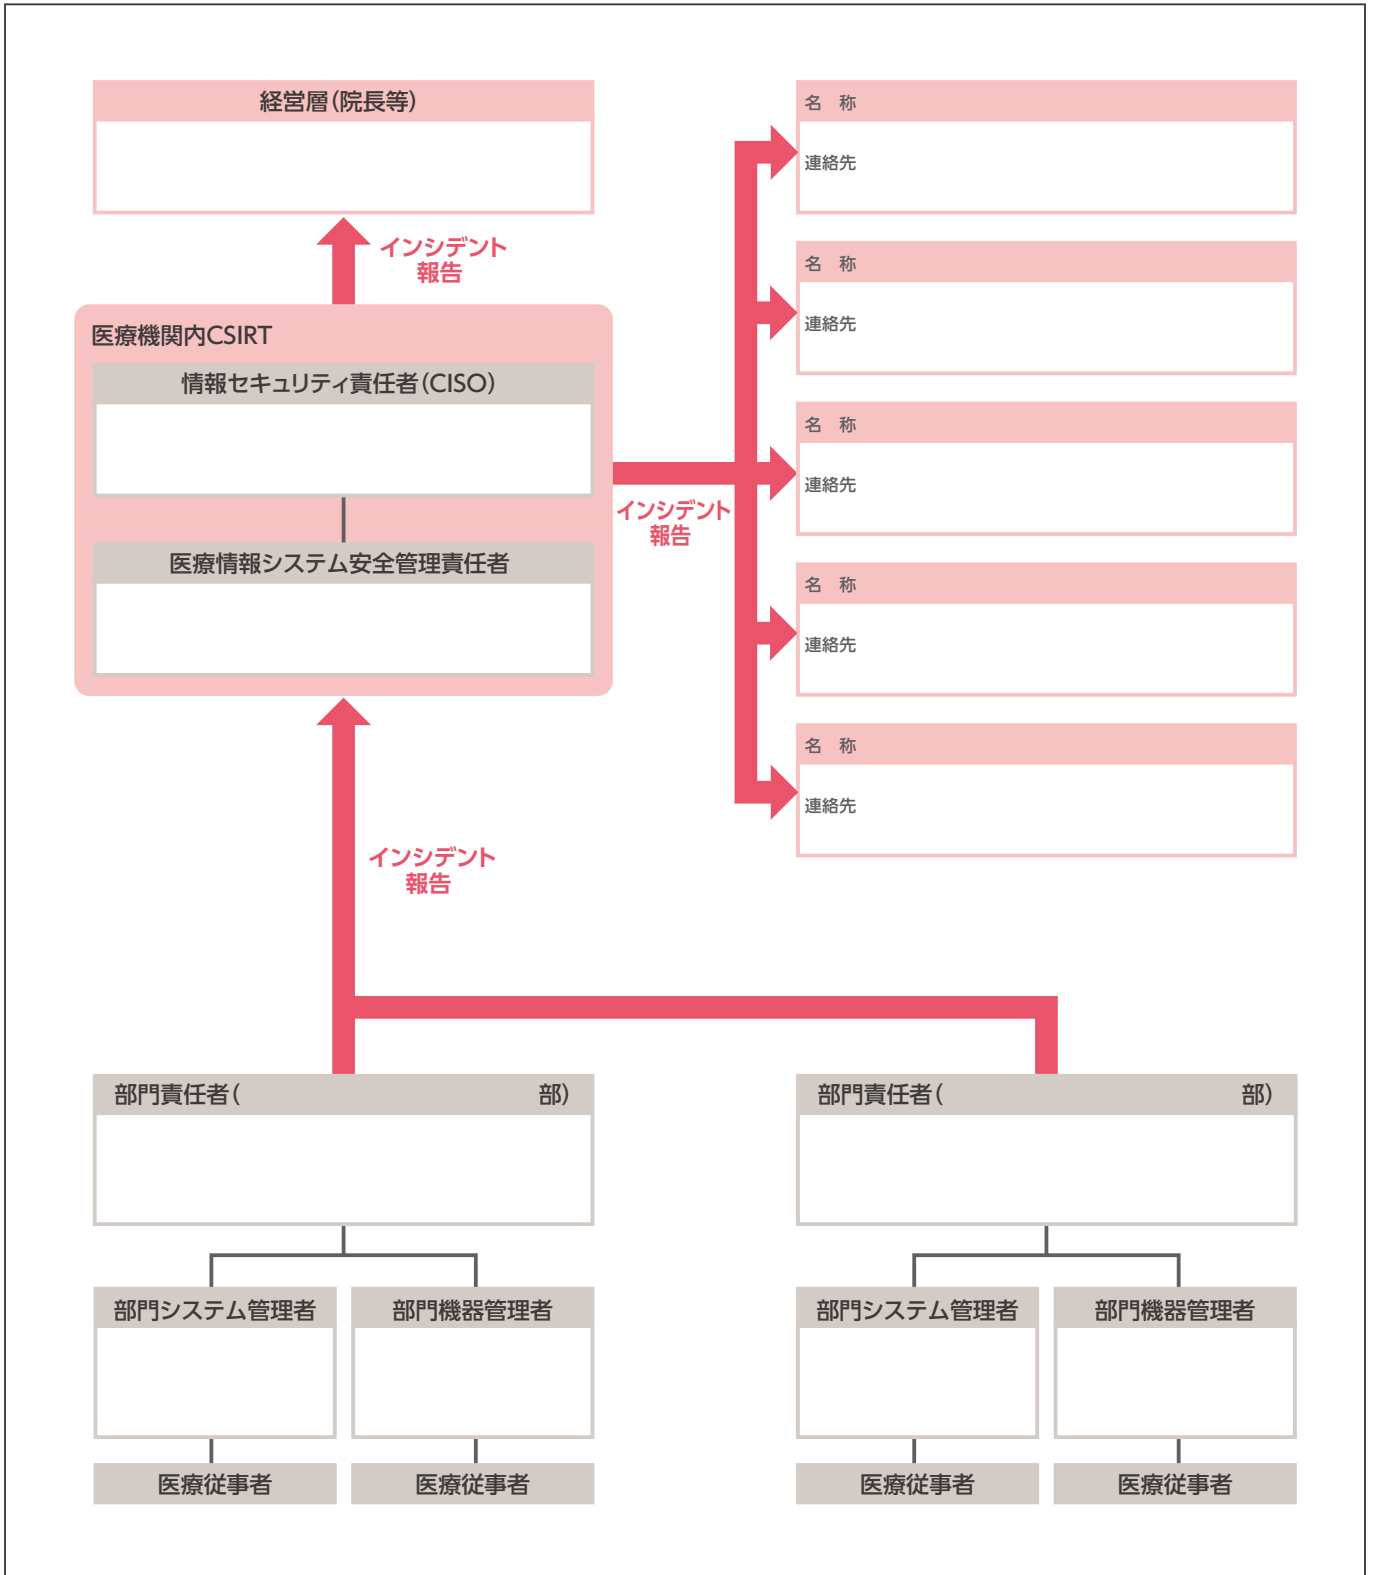 経営層(院長等)
インシデント
報告
医療機関内CSIRT
情報セキュリティ責任者(CISO)
医療情報システム安全管理責任者
インシデント
報告
名　称
連絡先
名　称
連絡先
名　称
連絡先
名　称
連絡先
名　称
連絡先
インシデント
報告
部門責任者(　　　　　　　部)
部門システム管理者
部門機器管理者
医療従事者
医療従事者
部門責任者(　　　　　　　部)
部門システム管理者
部門機器管理者
医療従事者
医療従事者